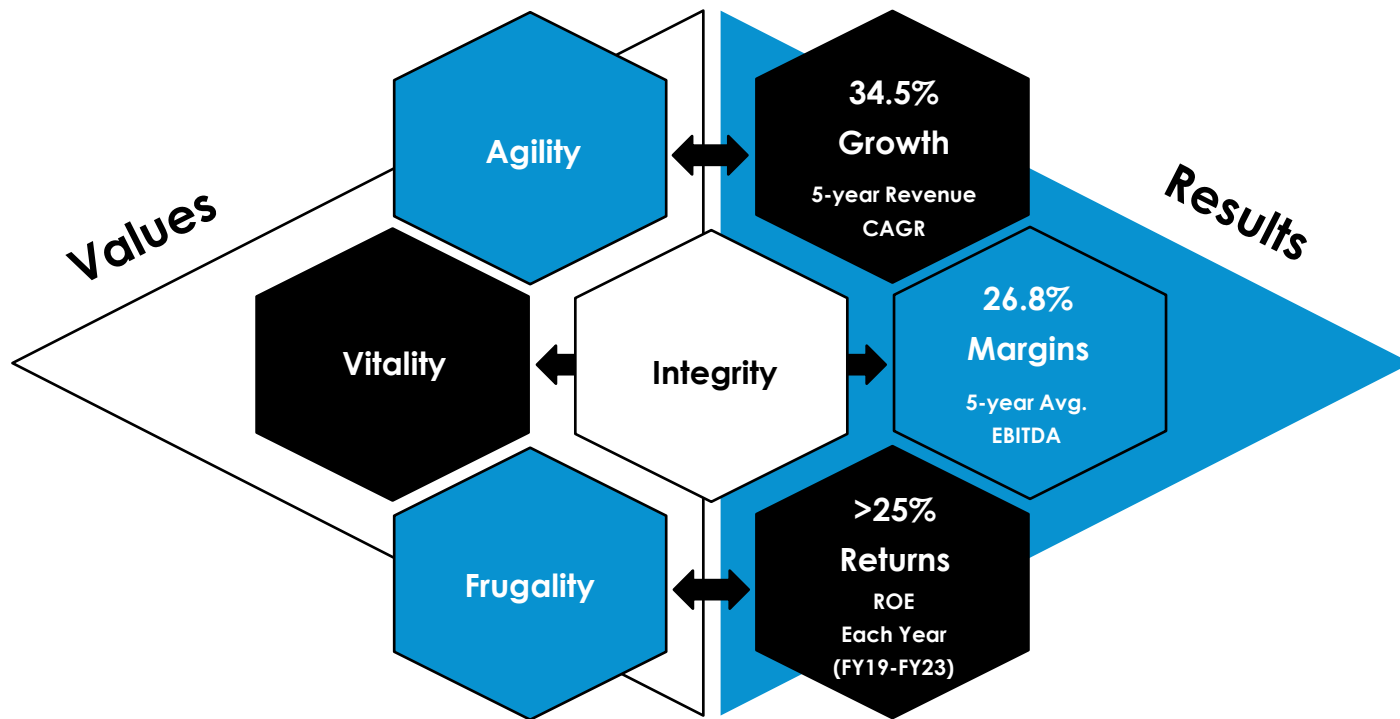 Values
Agility
Vitality
Frugality
Integrity
34.5%
Growth
5-year Revenue
CAGR
26.8%
Margins
5-year Avg.
EBITDA
>25%
Returns
ROE
Each Year
(FY19-FY23)
Results